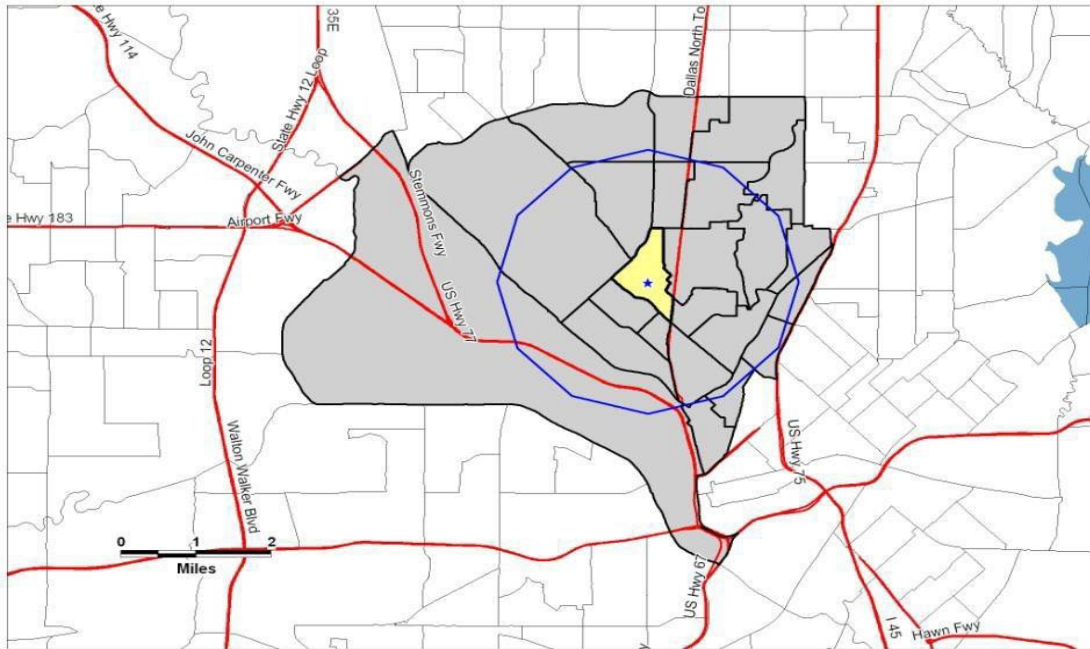 e Hwy 114
35E
State Hwy 12 Loop
Dallas North To
John Carpenter Fwy
Stemmons Fwy
e Hwy 183
Airport Fwy
US Hwy 77
Loop 12
Walton Walker Blvd
US Hwy 75
0 1 2
Miles
US Hwy 67
I 45
Hawn Fwy